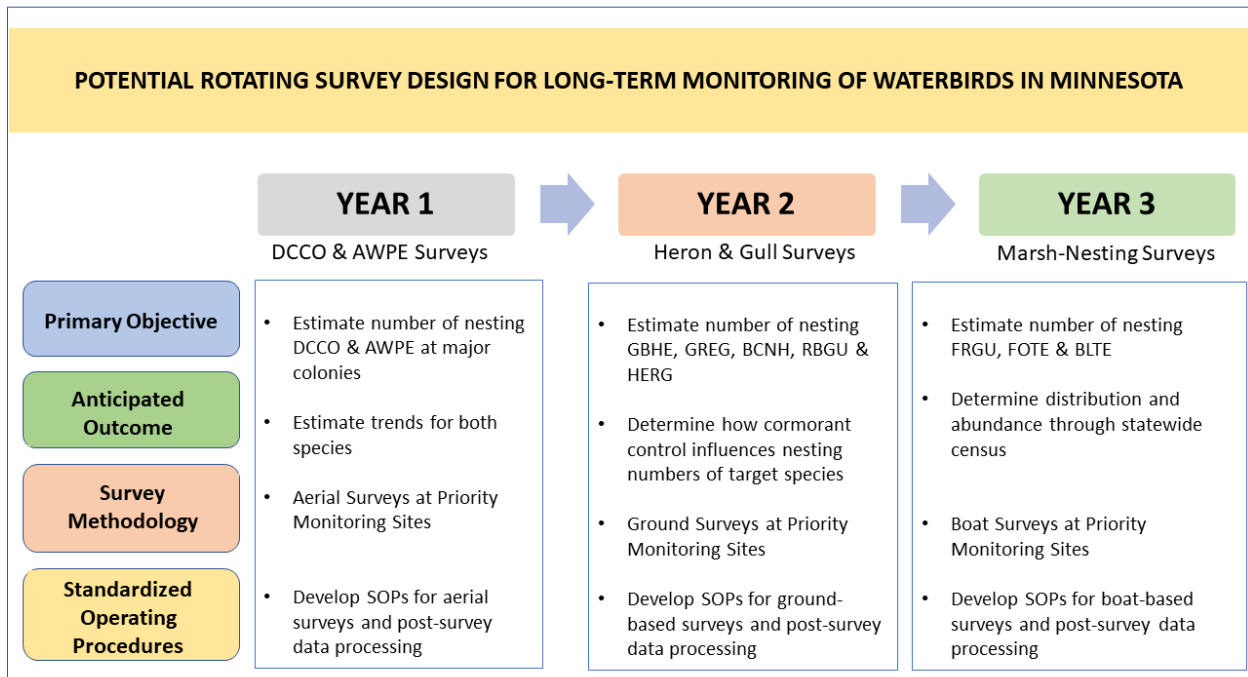 POTENTIAL ROTATING SURVEY DESIGN FOR LONG-TERM MONITORING OF WATERBIRDS IN MINNESOTA
YEAR 1
DCCO & AWPE Surveys
YEAR 2
Heron & Gull Surveys
YEAR 3
Marsh-Nesting Surveys
Primary Objective
• Estimate number of nesting
DCCO & AWPE at major
colonies
• Estimate number of nesting
GBHE, GREG, BCNH, RBGU &
HERG
• Estimate number of nesting
FRGU, FOTE & BLTE
Anticipated
Outcome
• Estimate trends for both
species
• Determine how cormorant
control influences nesting
numbers of target species
• Determine distribution and
abundance through statewide
census
Survey
Methodology
• Aerial Surveys at Priority
Monitoring Sites
• Ground Surveys at Priority
Monitoring Sites
• Boat Surveys at Priority
Monitoring Sites
Standardized
Operating
Procedures
• Develop SOPs for aerial
surveys and post-survey
data processing
• Develop SOPs for ground-
based surveys and post-survey
data processing
• Develop SOPs for boat-based
surveys and post-survey data
processing